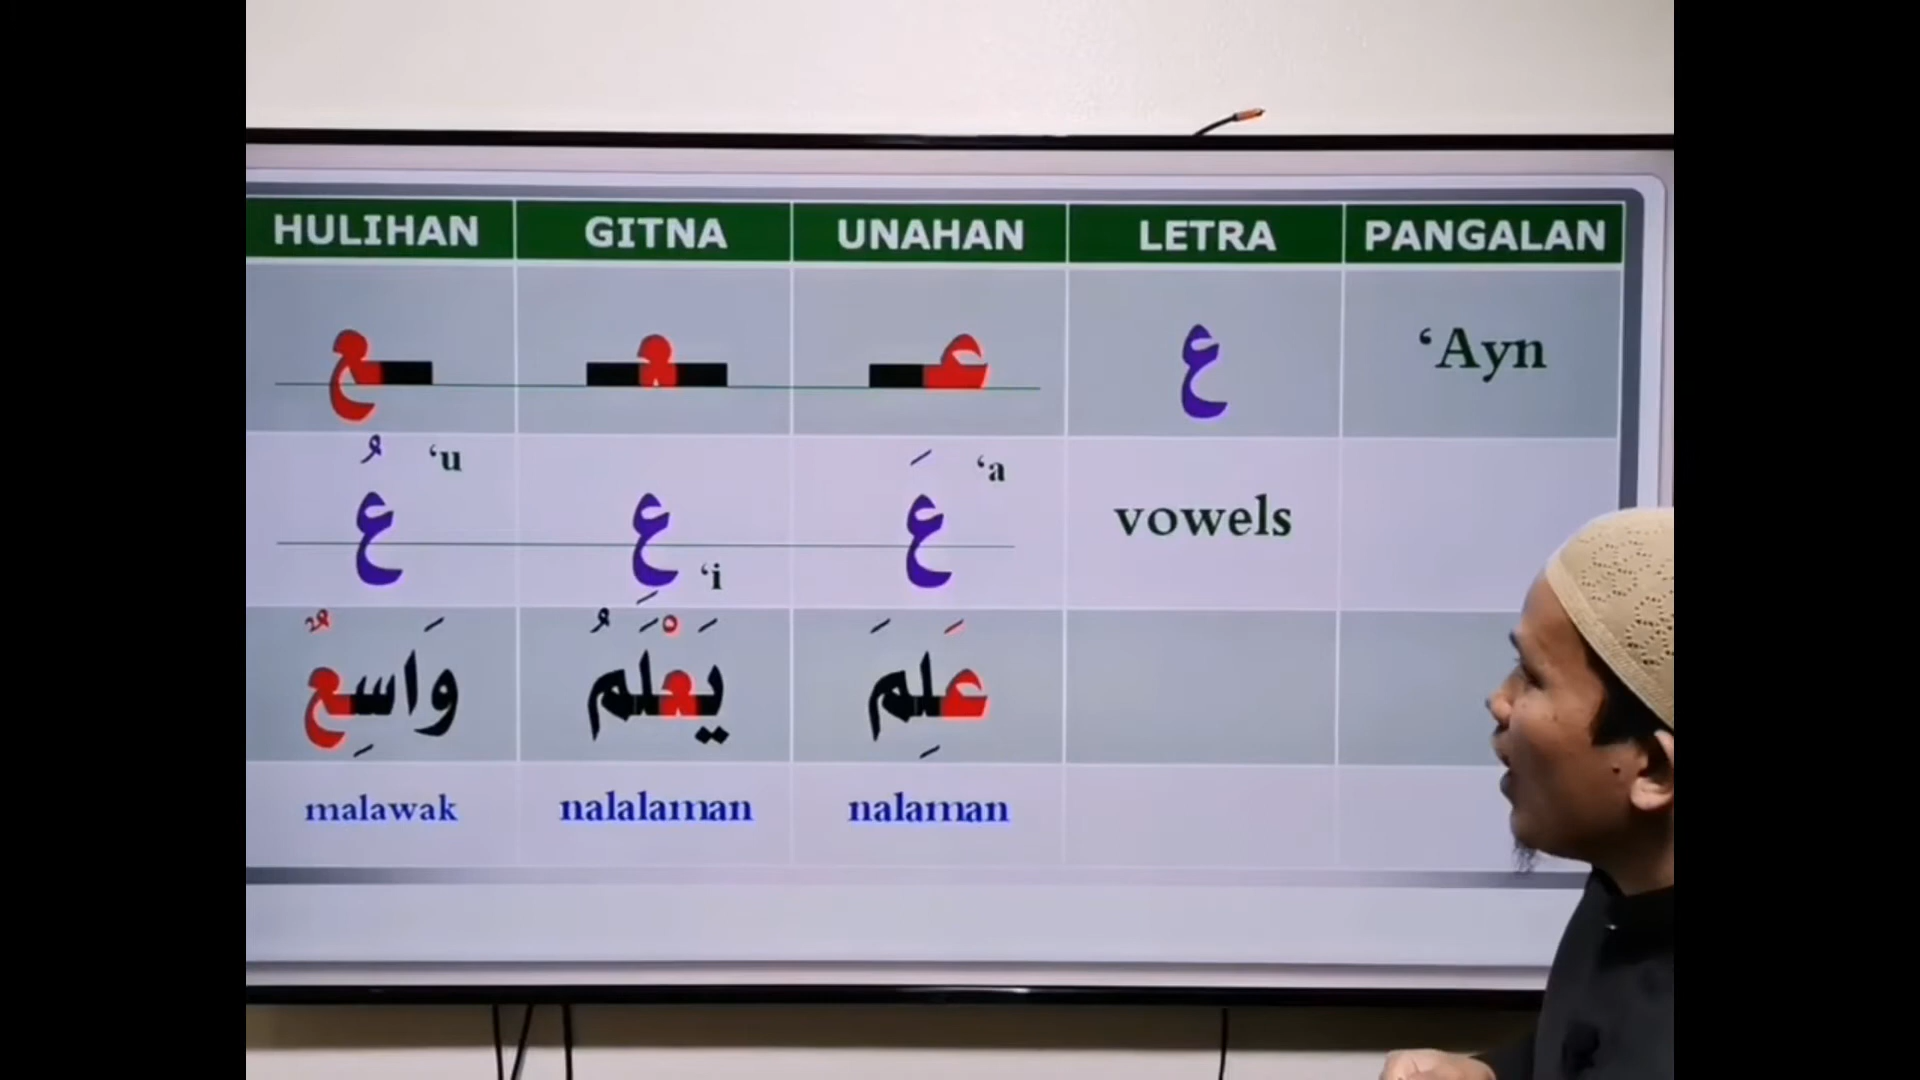 HULIHAN GITNA UNAHAN LETRA PANGALAN
ـع ـعـ عـ ع ‘Ayn
عُ ‘u عِ ‘i عَ ‘a vowels
وَاسِعٌ يَعْلَمُ عَلِمَ
malawak nalalaman nalaman